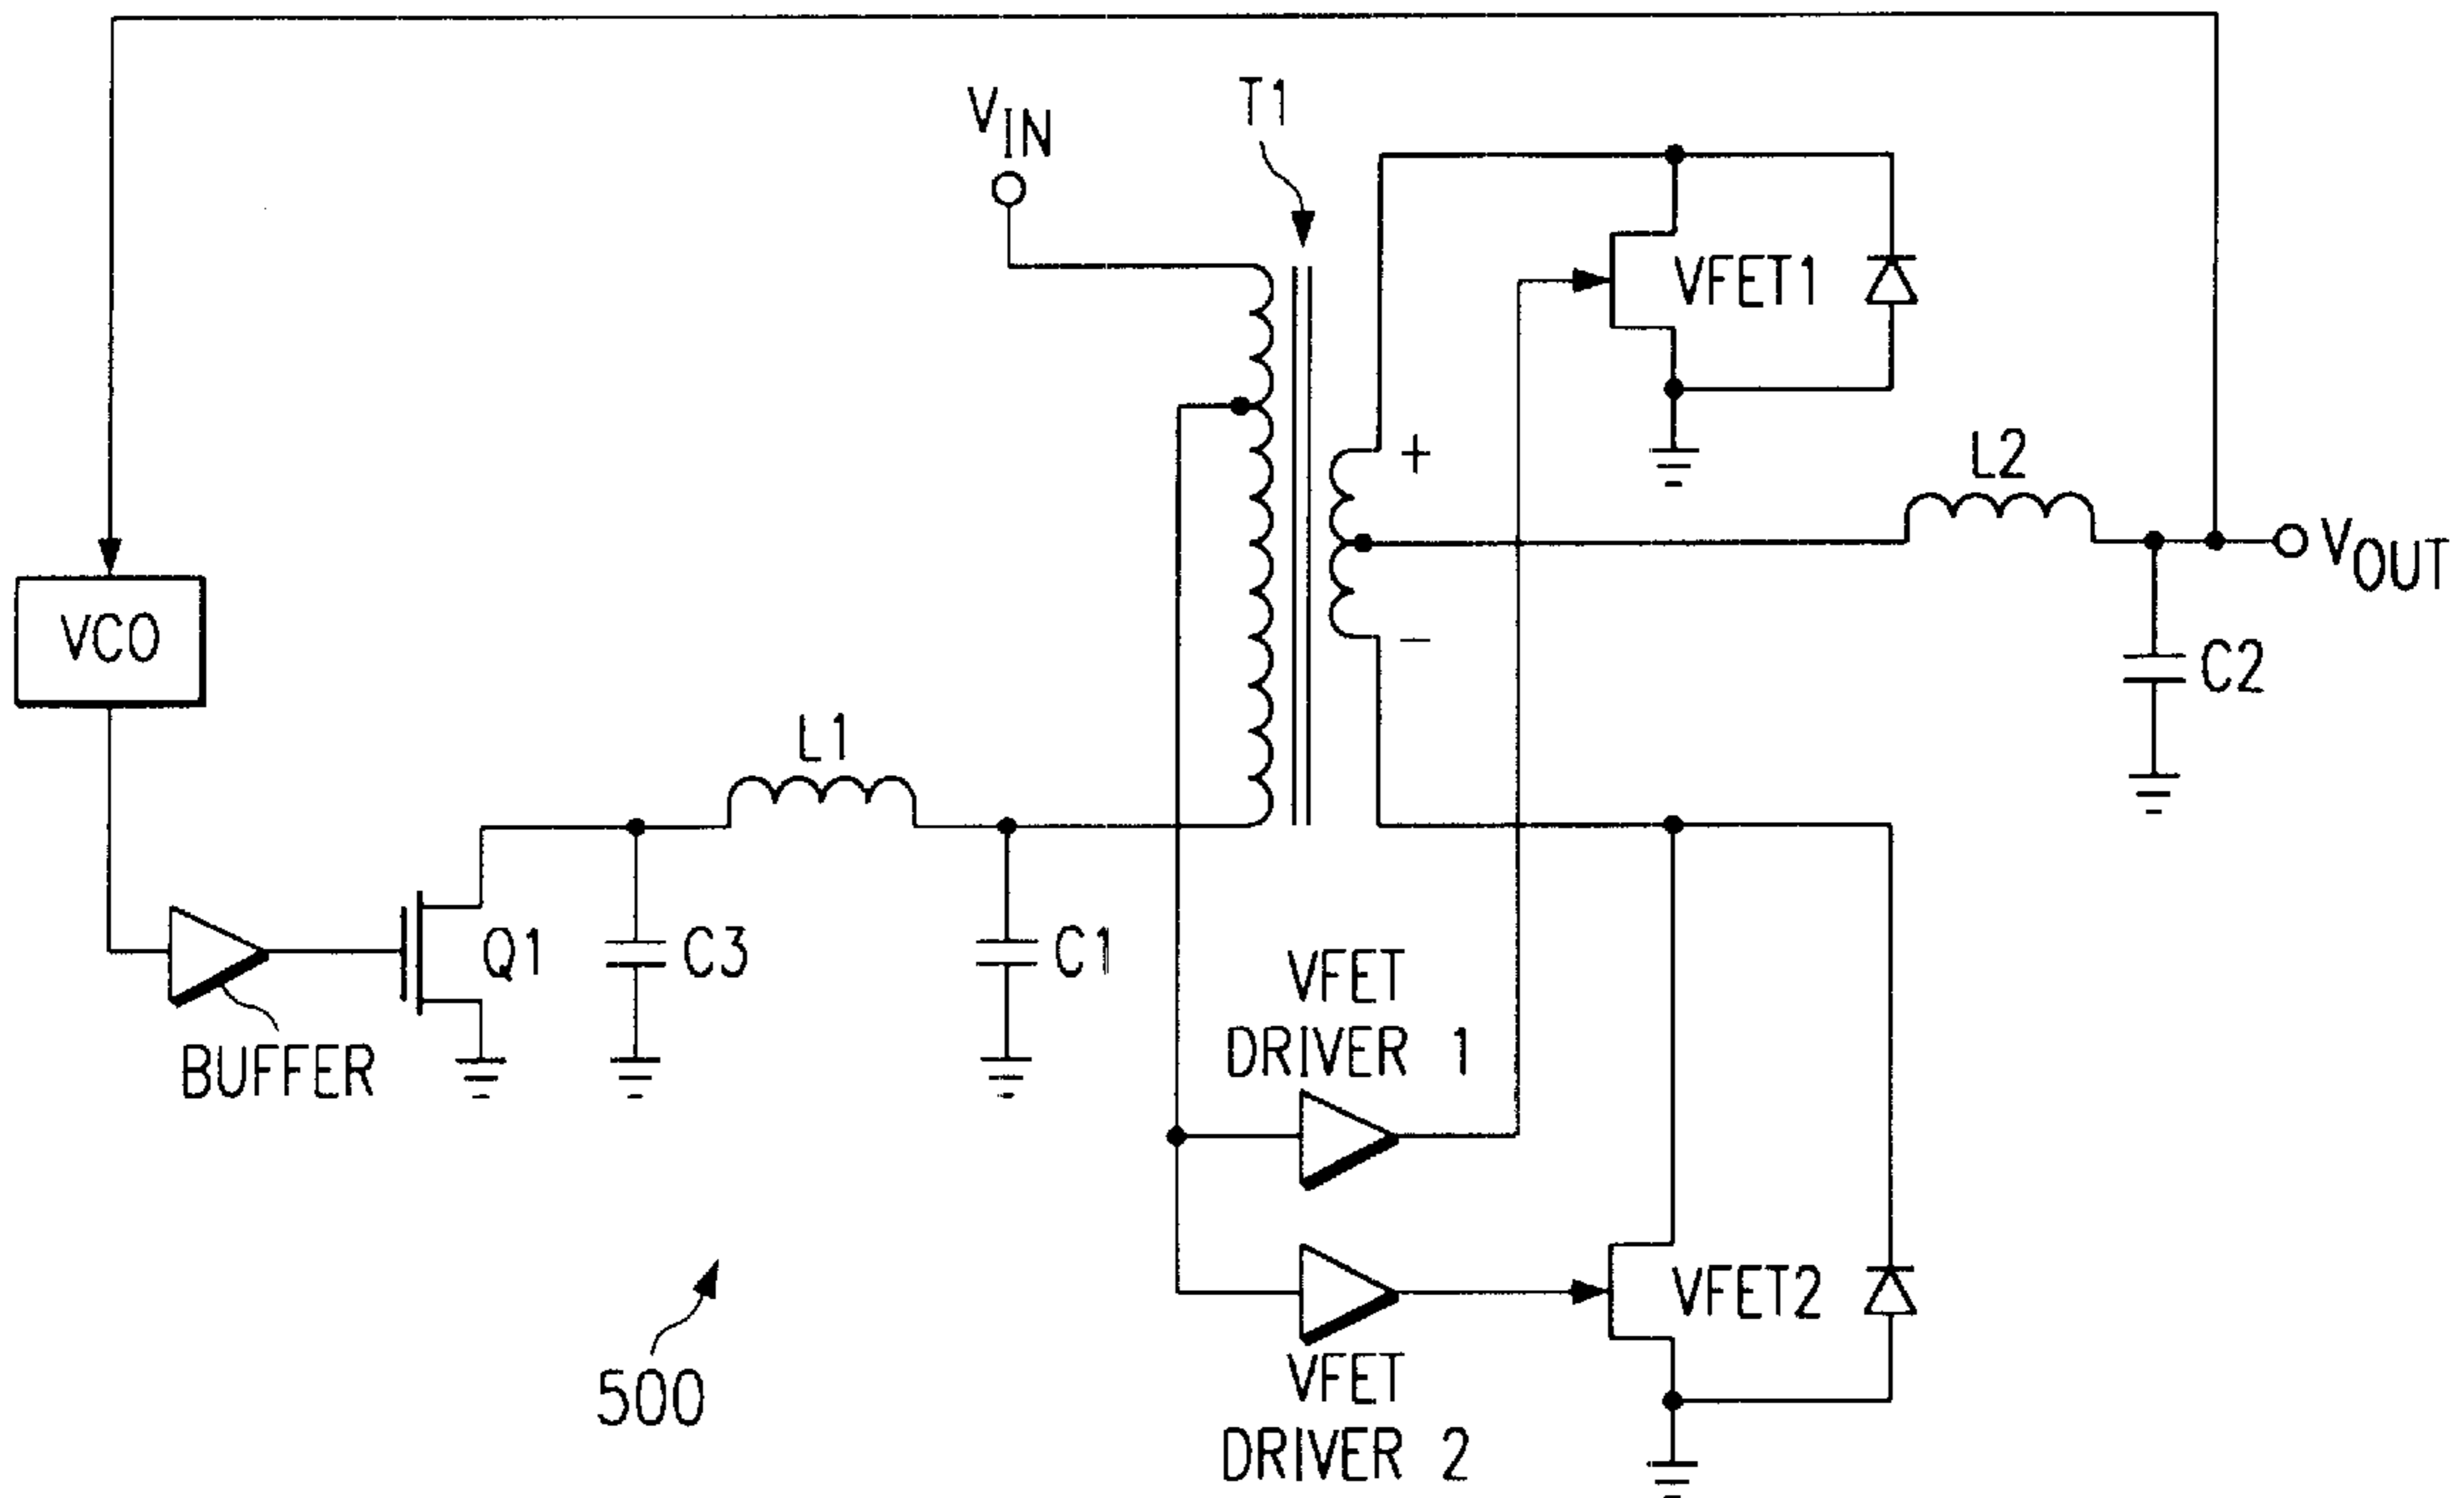 T1
VIN
VFET1
+
L2
VOUT
VCO
−
C2
L1
Q1
C3
C1
VFET
DRIVER 1
BUFFER
VFET2
500
VFET
DRIVER 2